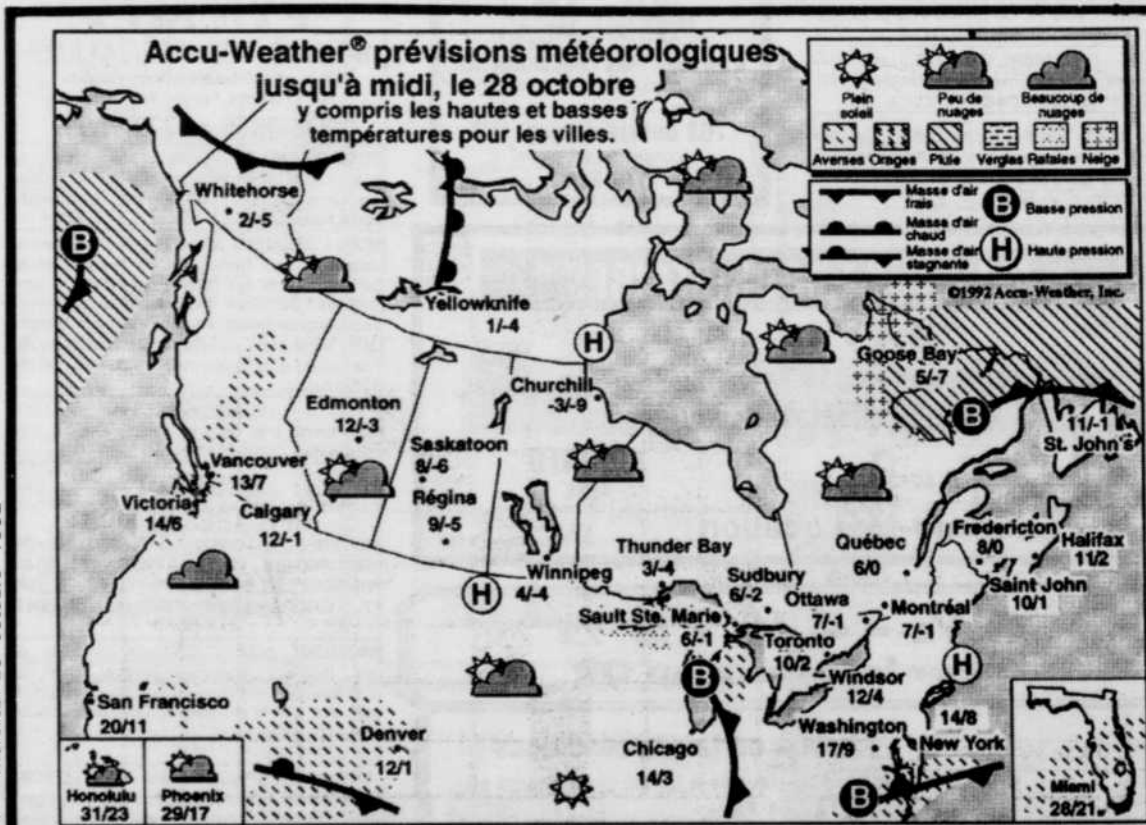 Accu-Weather® prévisions météorologiques
jusqu'à midi, le 28 octobre
y compris les hautes et basses
températures pour les villes.
Plein soleil
Peu de nuages
Beaucoup de nuages
Averses Orages Pluie Verglas Rafales Neige
Masse d'air frais
B Basse pression
Masse d'air chaud
Masse d'air stagnante
H Haute pression
©1992 Accu-Weather, Inc.
Whitehorse
2/-5
B
Yellowknife
1/-4
H
Goose Bay
5/-7
Churchill
-3/-9
B
11/-1
St. John's
Edmonton
12/-3
Saskatoon
8/-6
Vancouver
13/7
Victoria
14/6
Calgary
12/-1
Régina
9/-5
Winnipeg
4/-4
H
Thunder Bay
3/-4
Sudbury
6/-2
Québec
6/0
Fredericton
8/0
Halifax
11/2
Saint John
10/1
Sault Ste. Marie
6/-1
Ottawa
7/-1
Montréal
7/-1
Toronto
10/2
B
Windsor
12/4
H
San Francisco
20/11
Denver
12/1
Chicago
14/3
Washington
17/9
14/8
New York
B
Honolulu
31/23
Phoenix
29/17
Miami
28/21